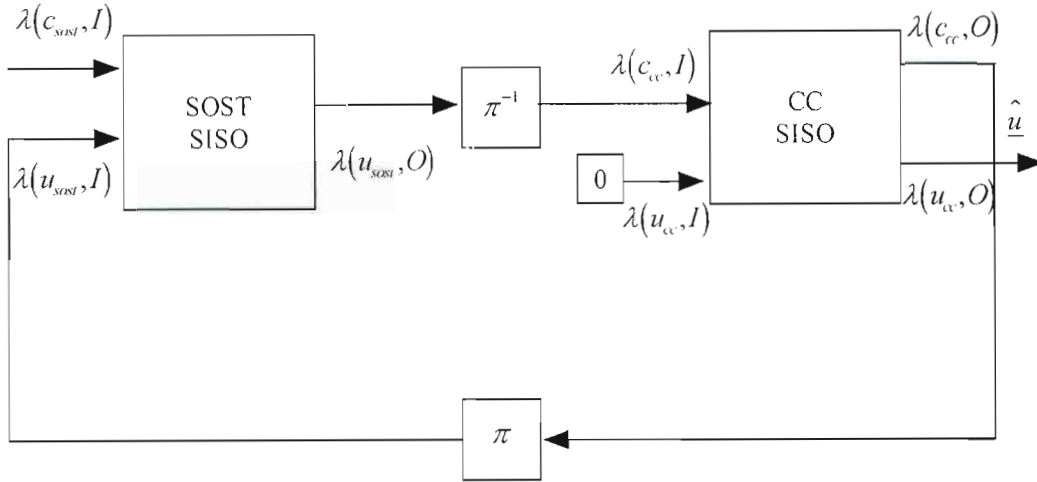 λ(c_sost, I)
SOST
SISO
λ(u_sost, I)
λ(u_sost, O)
π⁻¹
λ(c_cc, I)
0
λ(u_cc, I)
CC
SISO
λ(c_cc, O)
û
λ(u_cc, O)
π